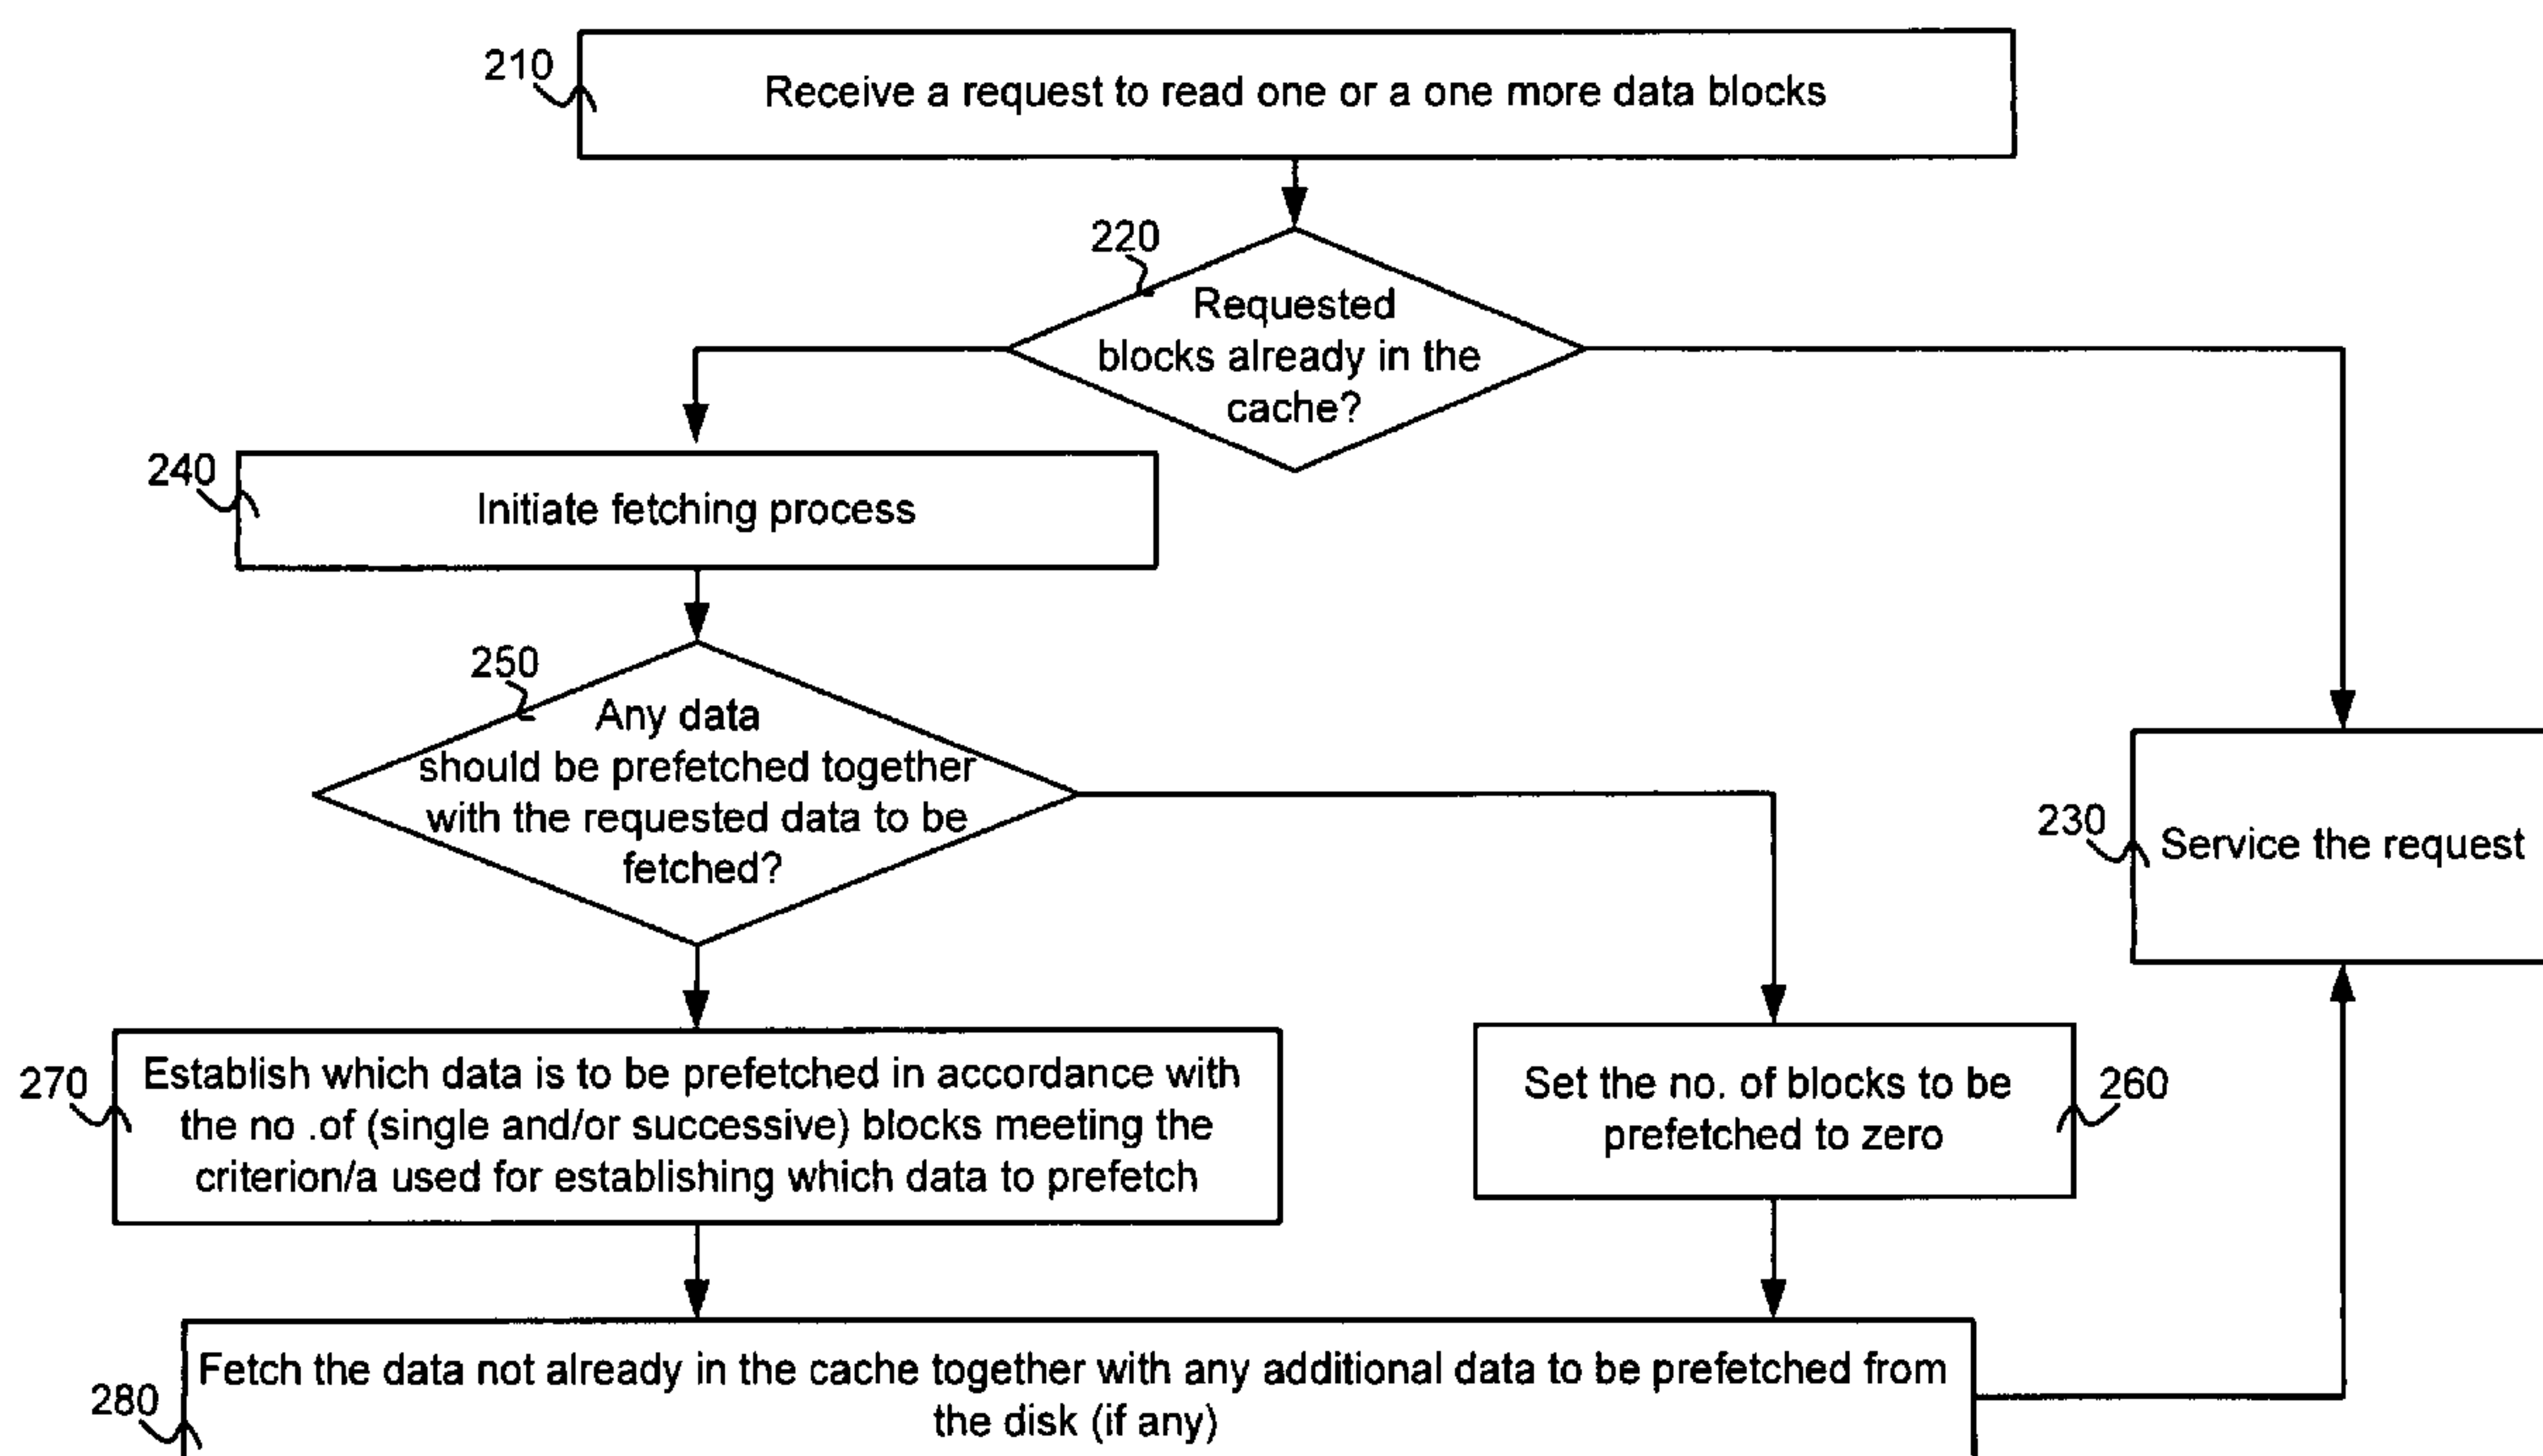 210
Receive a request to read one or a one more data blocks
220
Requested
blocks already in the
cache?
240
Initiate fetching process
250
Any data
should be prefetched together
with the requested data to be
fetched?
230
Service the request
270
Establish which data is to be prefetched in accordance with
the no .of (single and/or successive) blocks meeting the
criterion/a used for establishing which data to prefetch
Set the no. of blocks to be
prefetched to zero
260
280
Fetch the data not already in the cache together with any additional data to be prefetched from
the disk (if any)